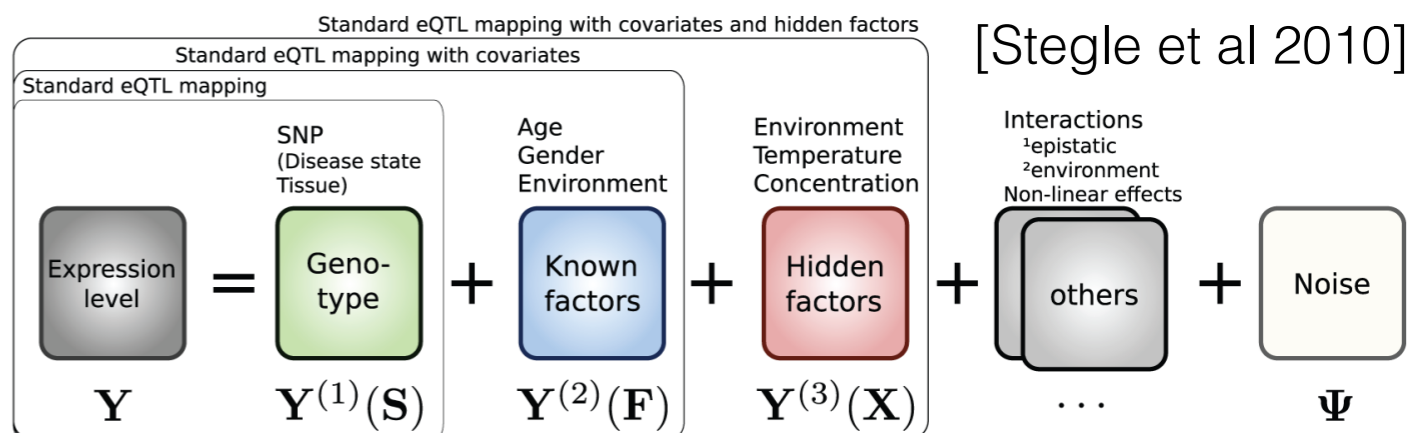 Standard eQTL mapping with covariates and hidden factors
[Stegle et al 2010]
Standard eQTL mapping with covariates
Standard eQTL mapping
SNP
(Disease state
Tissue)
Age
Gender
Environment
Environment
Temperature
Concentration
Interactions
¹epistatic
²environment
Non-linear effects
Expression
level
=
Geno-
type
+
Known
factors
+
Hidden
factors
+
others
+
Noise
Y
Y⁽¹⁾(S)
Y⁽²⁾(F)
Y⁽³⁾(X)
. . .
Ψ